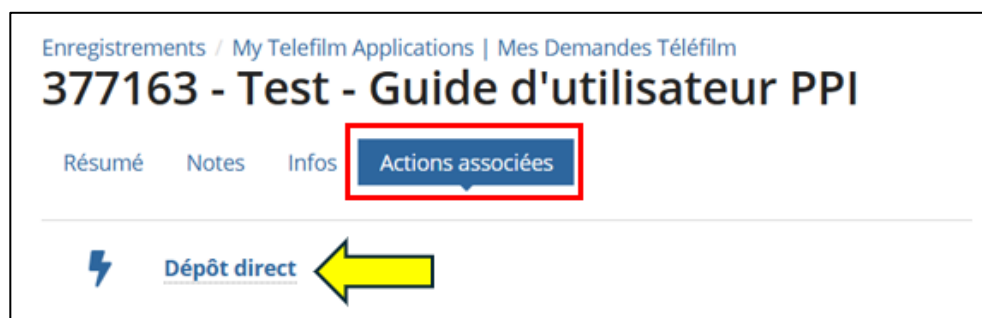 Enregistrements / My Telefilm Applications | Mes Demandes Téléfilm
377163 - Test - Guide d'utilisateur PPI
Résumé Notes Infos Actions associées
Dépôt direct